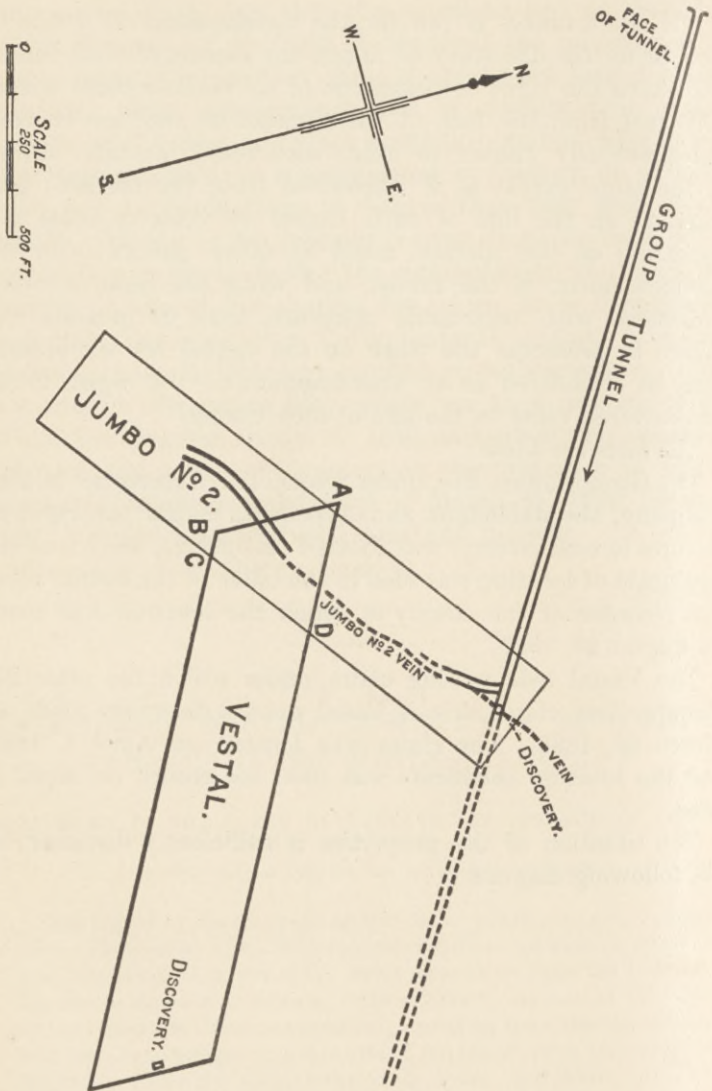 FACE
OF TUNNEL.
W.
N.
E.
S.
0
250
500 FT.
SCALE.
GROUP TUNNEL
JUMBO
Nº 2.
A
B
C
D
JUMBO Nº 2 VEIN
VEIN
DISCOVERY.
VESTAL.
DISCOVERY.